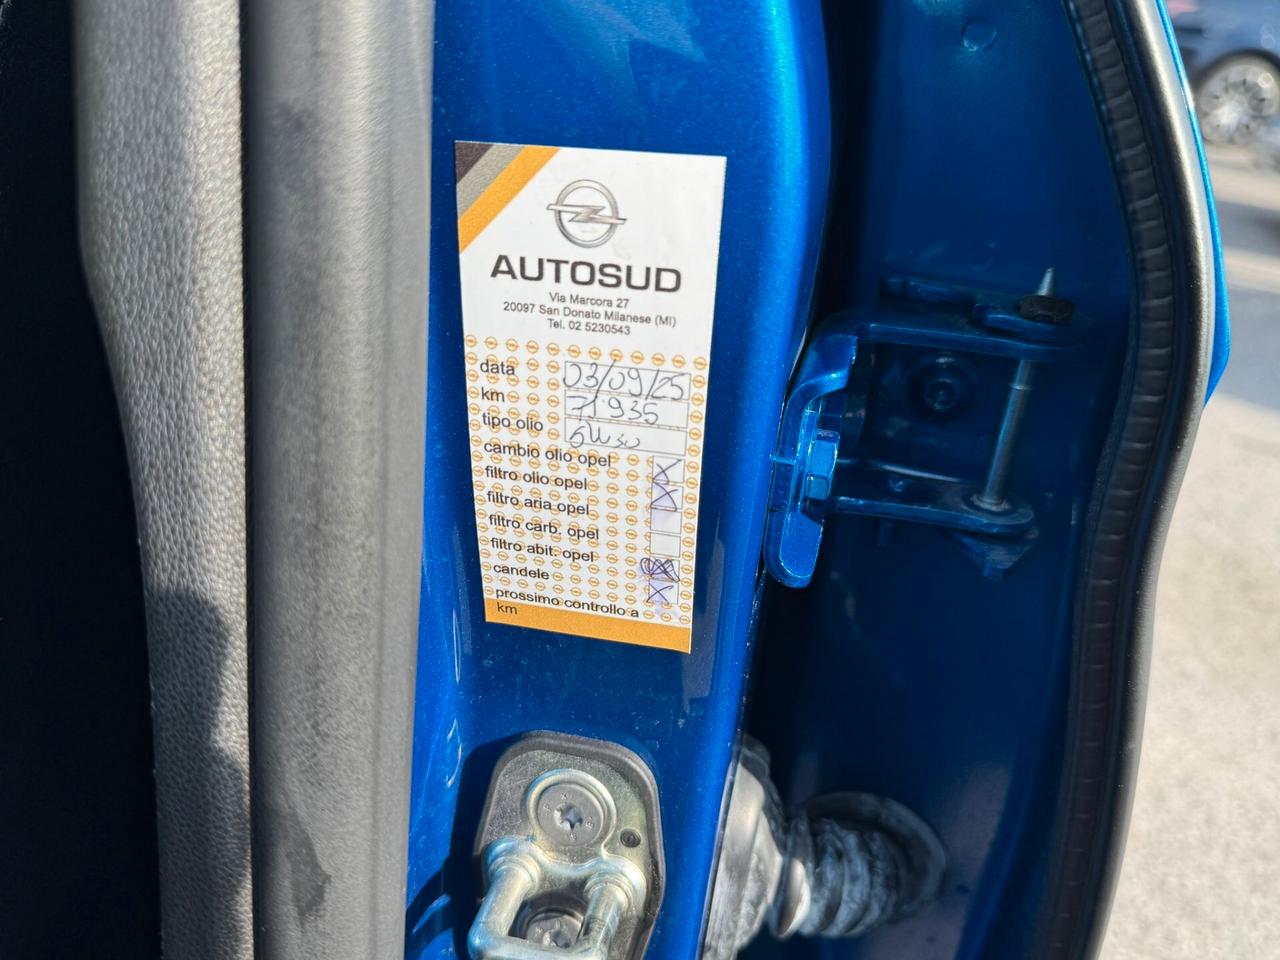 AUTOSUD
Via Marcora 27
20097 San Donato Milanese (MI)
Tel. 02 5230543
data 03/09/25
km 71935
tipo olio 5W30
cambio olio opel X
filtro olio opel X
filtro aria opel
filtro carb. opel
filtro abit. opel
candele X
prossimo controllo a
km